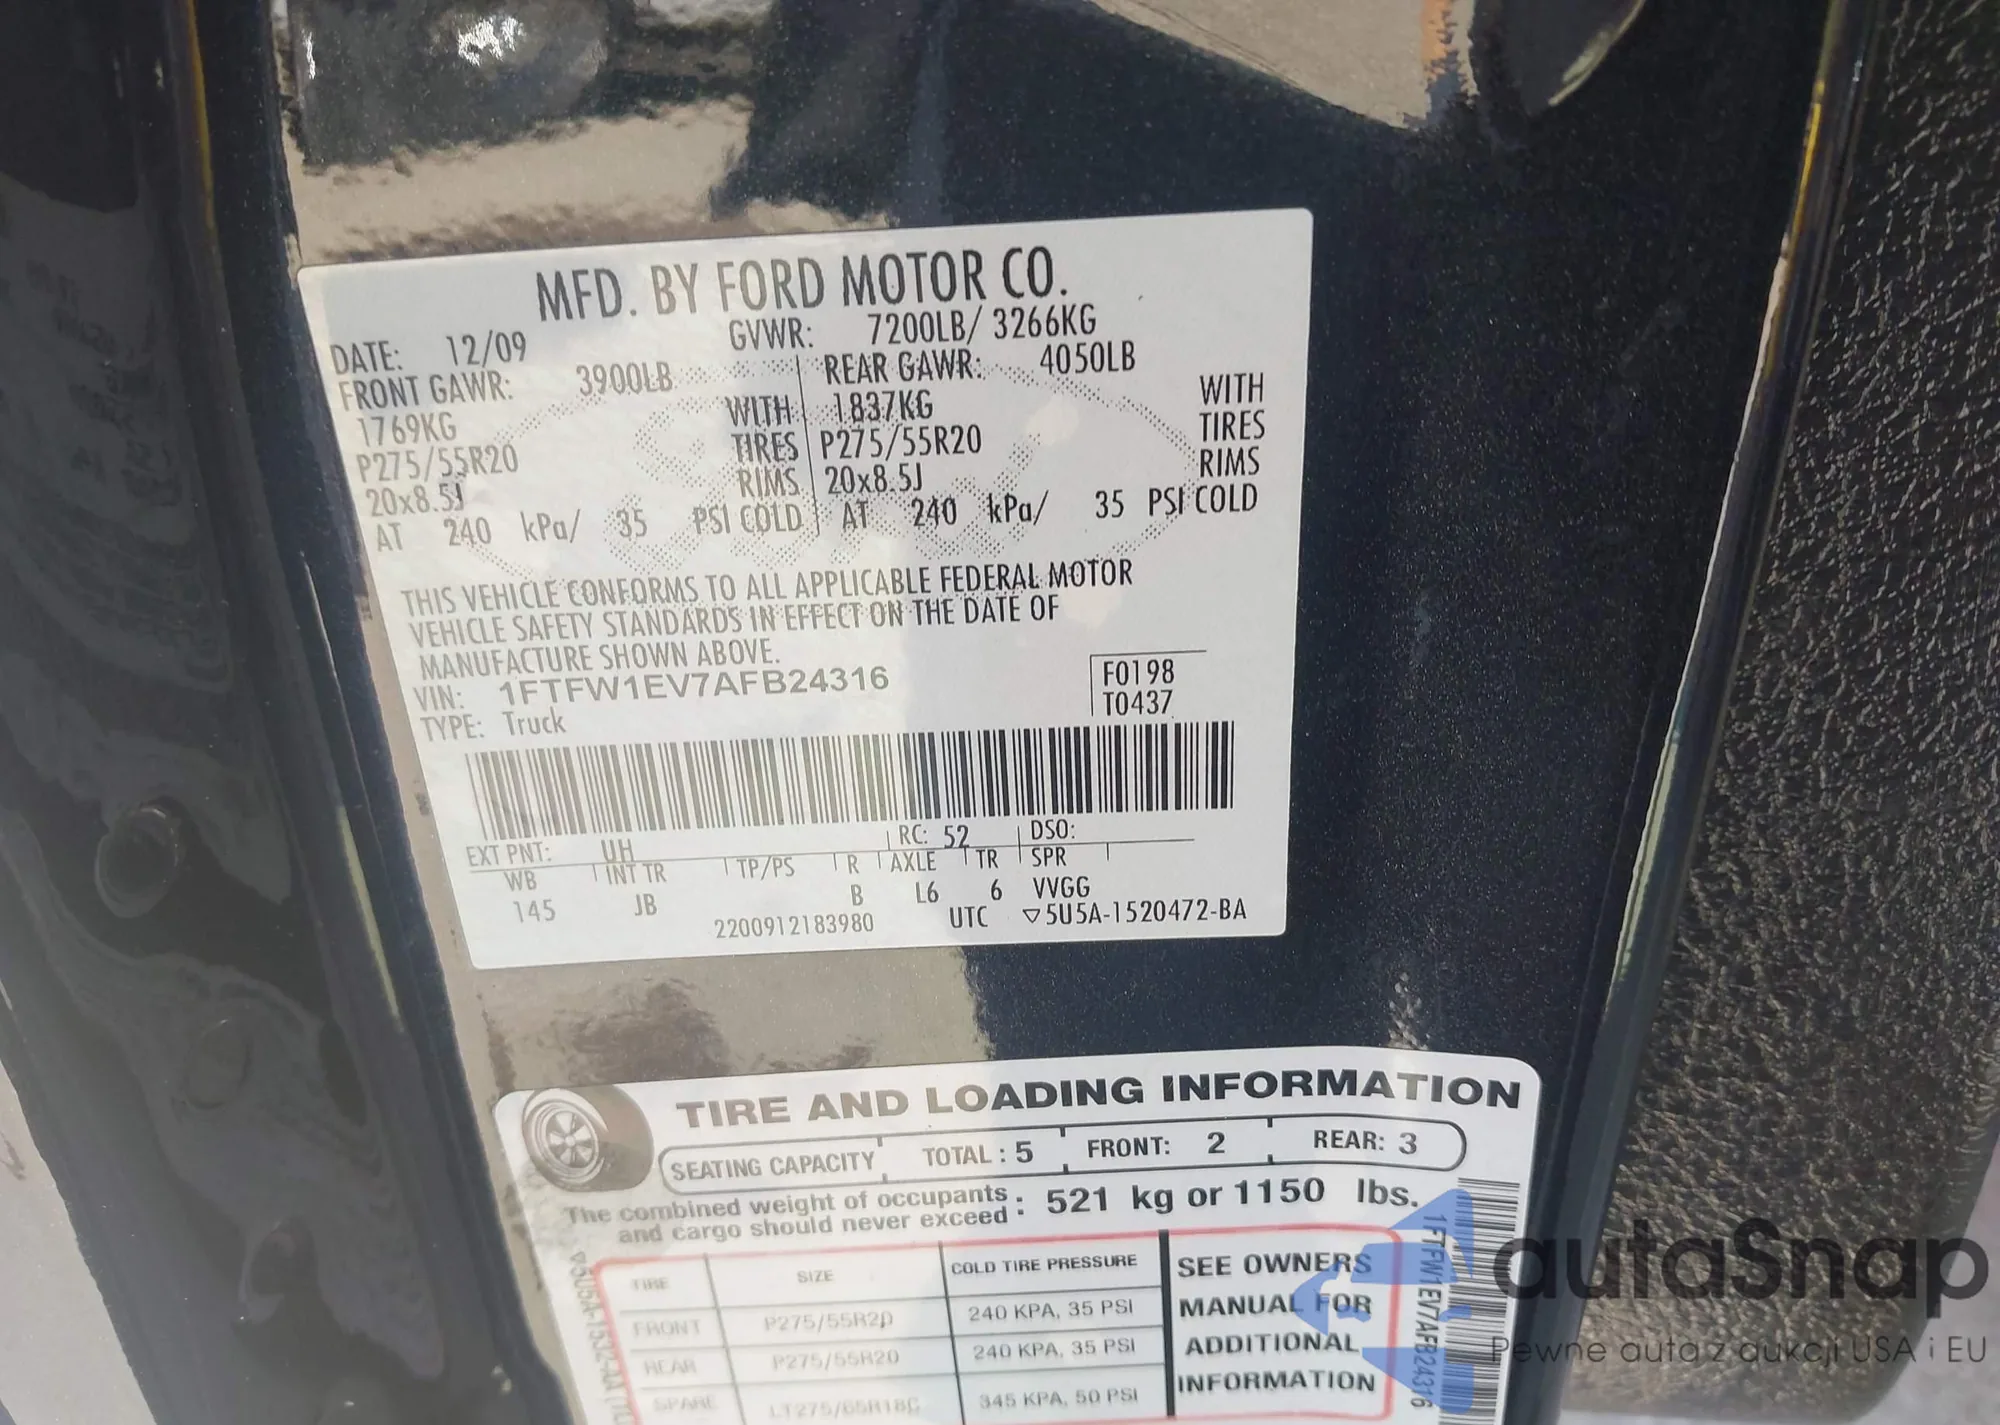 MFD. BY FORD MOTOR CO.
DATE: 12/09 GVWR: 7200LB/ 3266KG
FRONT GAWR: 3900LB REAR GAWR: 4050LB
1769KG WITH 1837KG WITH
P275/55R20 TIRES P275/55R20 TIRES
20x8.5J RIMS 20x8.5J RIMS
AT 240 kPa/ 35 PSI COLD AT 240 kPa/ 35 PSI COLD
THIS VEHICLE CONFORMS TO ALL APPLICABLE FEDERAL MOTOR
VEHICLE SAFETY STANDARDS IN EFFECT ON THE DATE OF
MANUFACTURE SHOWN ABOVE.
VIN: 1FTFW1EV7AFB24316 F0198
TYPE: Truck T0437
EXT PNT: UH RC: 52 DSO:
WB INT TR TP/PS R AXLE TR SPR
145 JB B L6 6 VVGG
2200912183980 UTC ▽5U5A-1520472-BA
TIRE AND LOADING INFORMATION
SEATING CAPACITY TOTAL : 5 FRONT: 2 REAR: 3
The combined weight of occupants : 521 kg or 1150 lbs.
and cargo should never exceed
TIRE SIZE COLD TIRE PRESSURE SEE OWNERS
FRONT P275/55R20 240 KPA, 35 PSI MANUAL FOR
REAR P275/55R20 240 KPA, 35 PSI ADDITIONAL
SPARE LT275/65R18C 345 KPA, 50 PSI INFORMATION
1FTFW1EV7AFB24316
autaSnap
Pewne auta z aukcji USA i EU